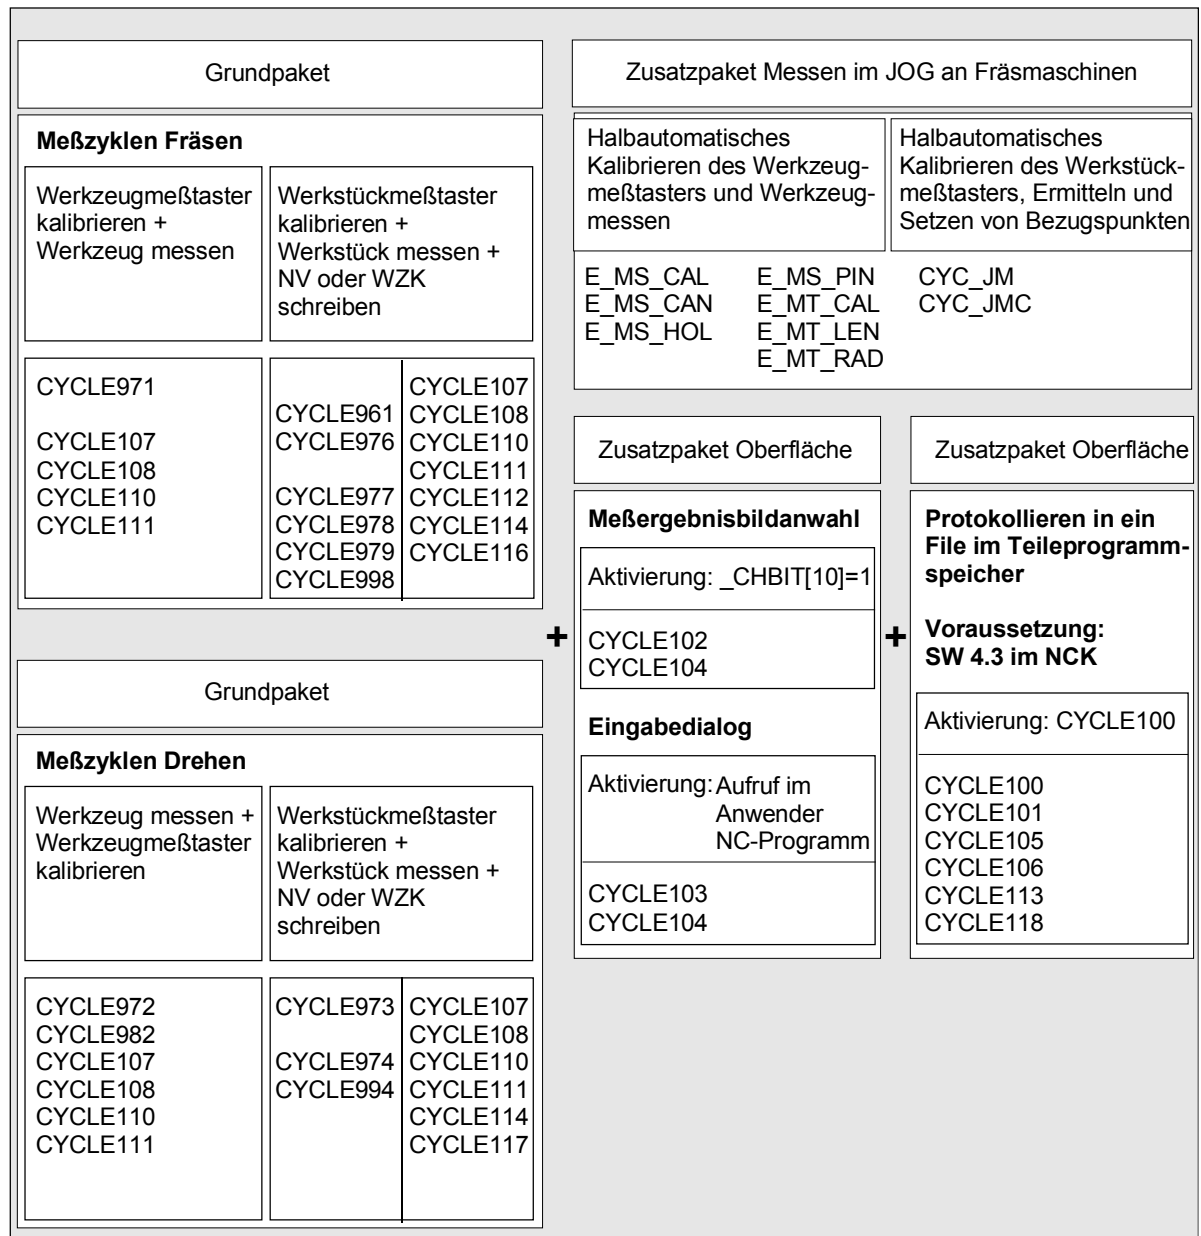 Grundpaket
Meßzyklen Fräsen
Werkzeugmeßtaster
kalibrieren +
Werkzeug messen
Werkstückmeßtaster
kalibrieren +
Werkstück messen +
NV oder WZK
schreiben
CYCLE971
CYCLE107
CYCLE108
CYCLE110
CYCLE111
CYCLE961
CYCLE976
CYCLE977
CYCLE978
CYCLE979
CYCLE998
CYCLE107
CYCLE108
CYCLE110
CYCLE111
CYCLE112
CYCLE114
CYCLE116
Grundpaket
Meßzyklen Drehen
Werkzeug messen +
Werkzeugmeßtaster
kalibrieren
Werkstückmeßtaster
kalibrieren +
Werkstück messen +
NV oder WZK
schreiben
CYCLE972
CYCLE982
CYCLE107
CYCLE108
CYCLE110
CYCLE111
CYCLE973
CYCLE974
CYCLE994
CYCLE107
CYCLE108
CYCLE110
CYCLE111
CYCLE114
CYCLE117
Zusatzpaket Messen im JOG an Fräsmaschinen
Halbautomatisches
Kalibrieren des Werkzeug-
meßtasters und Werkzeug-
messen
Halbautomatisches
Kalibrieren des Werkstück-
meßtasters, Ermitteln und
Setzen von Bezugspunkten
E_MS_CAL
E_MS_CAN
E_MS_HOL
E_MS_PIN
E_MT_CAL
E_MT_LEN
E_MT_RAD
CYC_JM
CYC_JMC
+
Zusatzpaket Oberfläche
Meßergebnisbildanwahl
Aktivierung: _CHBIT[10]=1
CYCLE102
CYCLE104
Eingabedialog
Aktivierung: Aufruf im
Anwender
NC-Programm
CYCLE103
CYCLE104
+
Zusatzpaket Oberfläche
Protokollieren in ein
File im Teileprogramm-
speicher
Voraussetzung:
SW 4.3 im NCK
Aktivierung: CYCLE100
CYCLE100
CYCLE101
CYCLE105
CYCLE106
CYCLE113
CYCLE118